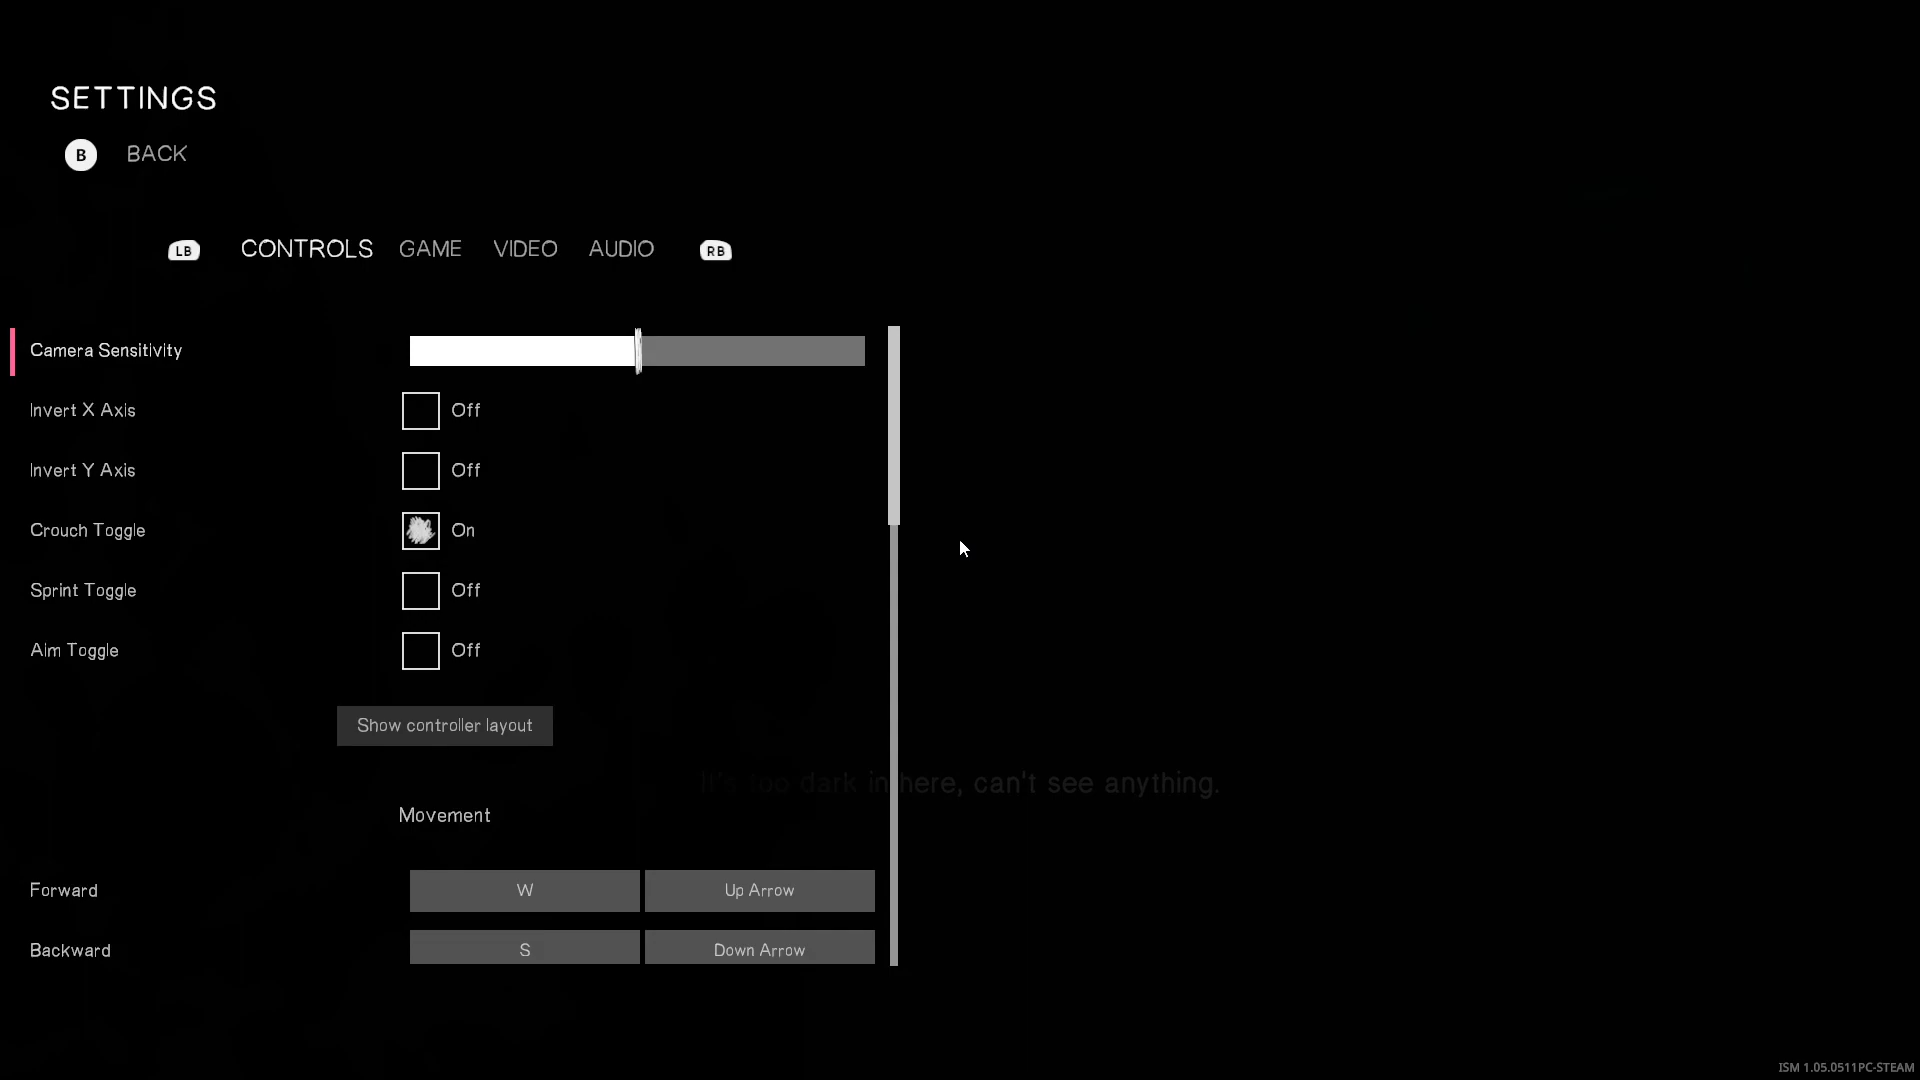 SETTINGS
B BACK
LB CONTROLS GAME VIDEO AUDIO RB
Camera Sensitivity
Invert X Axis Off
Invert Y Axis Off
Crouch Toggle On
Sprint Toggle Off
Aim Toggle Off
Show controller layout
It's too dark in here, can't see anything.
Movement
Forward W Up Arrow
Backward S Down Arrow
ISM 1.05.0511PC-STEAM